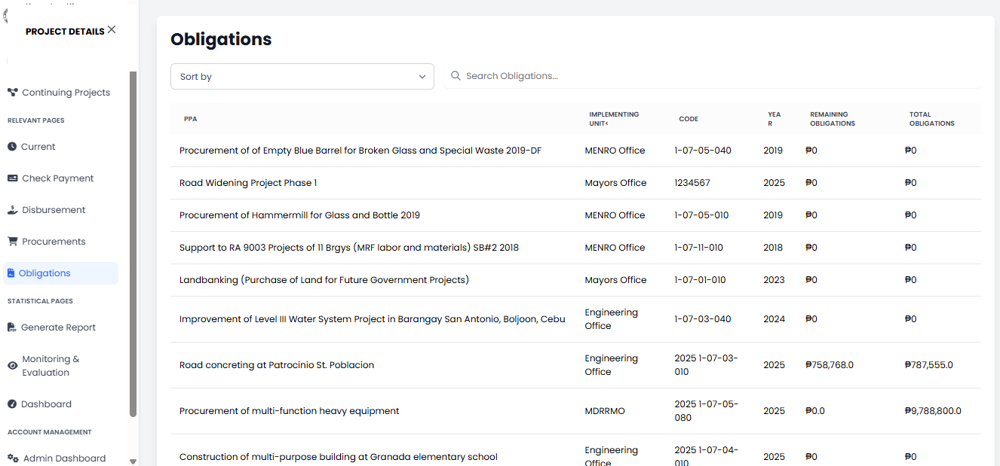 PROJECT DETAILS
Continuing Projects
RELEVANT PAGES
Current
Check Payment
Disbursement
Procurements
Obligations
STATISTICAL PAGES
Generate Report
Monitoring &
Evaluation
Dashboard
ACCOUNT MANAGEMENT
Admin Dashboard
Obligations
Sort by
Search Obligations...
PPA IMPLEMENTING UNIT< CODE YEAR REMAINING OBLIGATIONS TOTAL OBLIGATIONS
Procurement of of Empty Blue Barrel for Broken Glass and Special Waste 2019-DF MENRO Office 1-07-05-040 2019 ₱0 ₱0
Road Widening Project Phase 1 Mayors Office 1234567 2025 ₱0 ₱0
Procurement of Hammermill for Glass and Bottle 2019 MENRO Office 1-07-05-010 2019 ₱0 ₱0
Support to RA 9003 Projects of 11 Brgys (MRF labor and materials) SB#2 2018 MENRO Office 1-07-11-010 2018 ₱0 ₱0
Landbanking (Purchase of Land for Future Government Projects) Mayors Office 1-07-01-010 2023 ₱0 ₱0
Improvement of Level III Water System Project in Barangay San Antonio, Boljoon, Cebu Engineering Office 1-07-03-040 2024 ₱0 ₱0
Road concreting at Patrocinio St. Poblacion Engineering Office 2025 1-07-03-010 2025 ₱758,768.0 ₱787,555.0
Procurement of multi-function heavy equipment MDRRMO 2025 1-07-05-080 2025 ₱0.0 ₱9,788,800.0
Construction of multi-purpose building at Granada elementary school Engineering Office 2025 1-07-04-010 2025 ₱0 ₱0